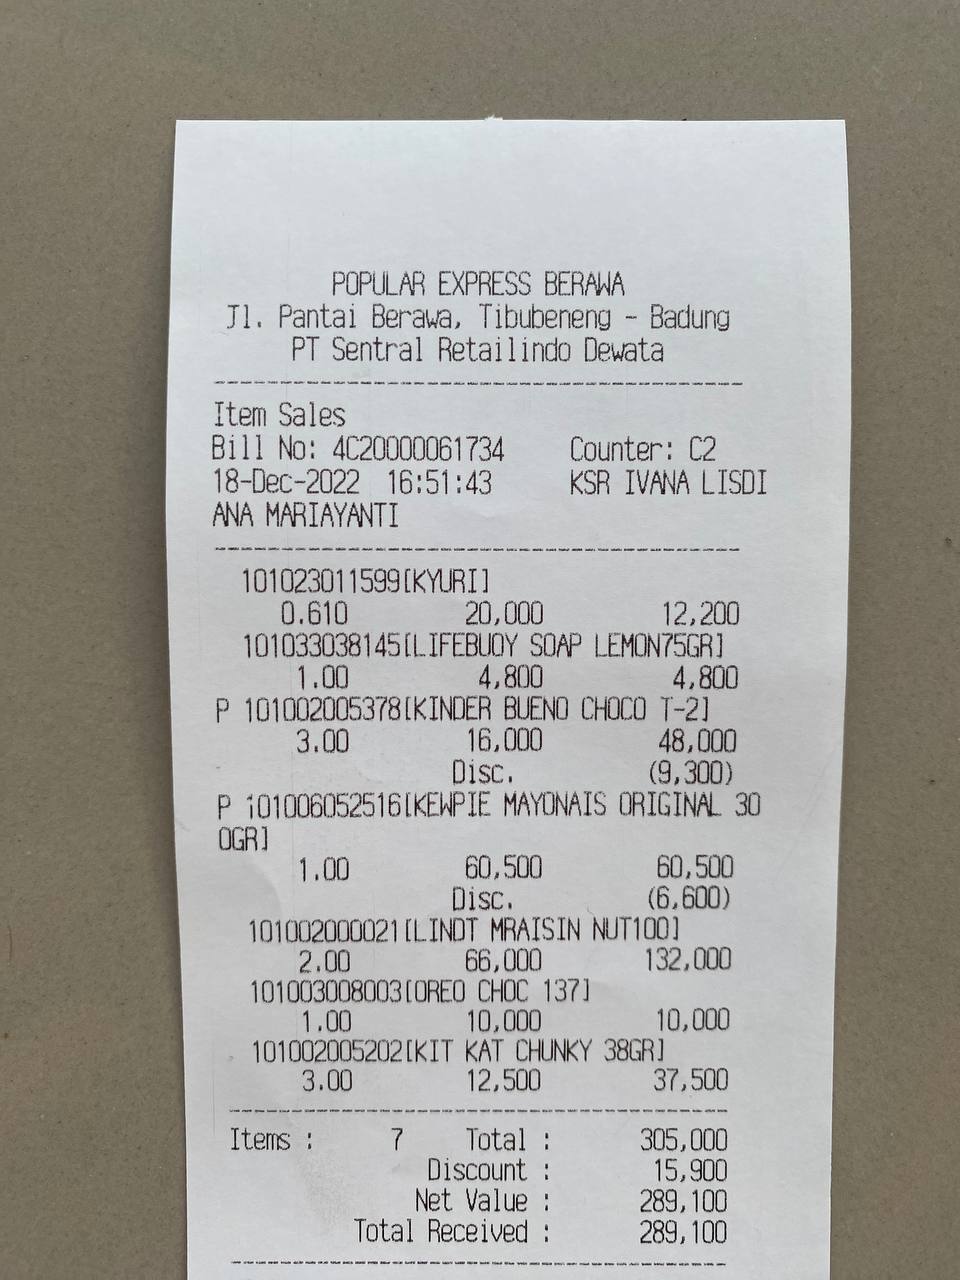 POPULAR EXPRESS BERAWA
Jl. Pantai Berawa, Tibubeneng - Badung
PT Sentral Retailindo Dewata
Item Sales
Bill No: 4C20000061734 Counter: C2
18-Dec-2022 16:51:43 KSR IVANA LISDI
ANA MARIAYANTI
101023011599[KYURI]
0.610 20,000 12,200
101033038145[LIFEBUOY SOAP LEMON75GR]
1.00 4,800 4,800
P 101002005378[KINDER BUENO CHOCO T-2]
3.00 16,000 48,000
Disc. (9,300)
P 101006052516[KEWPIE MAYONAIS ORIGINAL 30
0GR]
1.00 60,500 60,500
Disc. (6,600)
101002000021[LINDT MRAISIN NUT100]
2.00 66,000 132,000
101003008003[OREO CHOC 137]
1.00 10,000 10,000
101002005202[KIT KAT CHUNKY 38GR]
3.00 12,500 37,500
Items : 7 Total : 305,000
Discount : 15,900
Net Value : 289,100
Total Received : 289,100